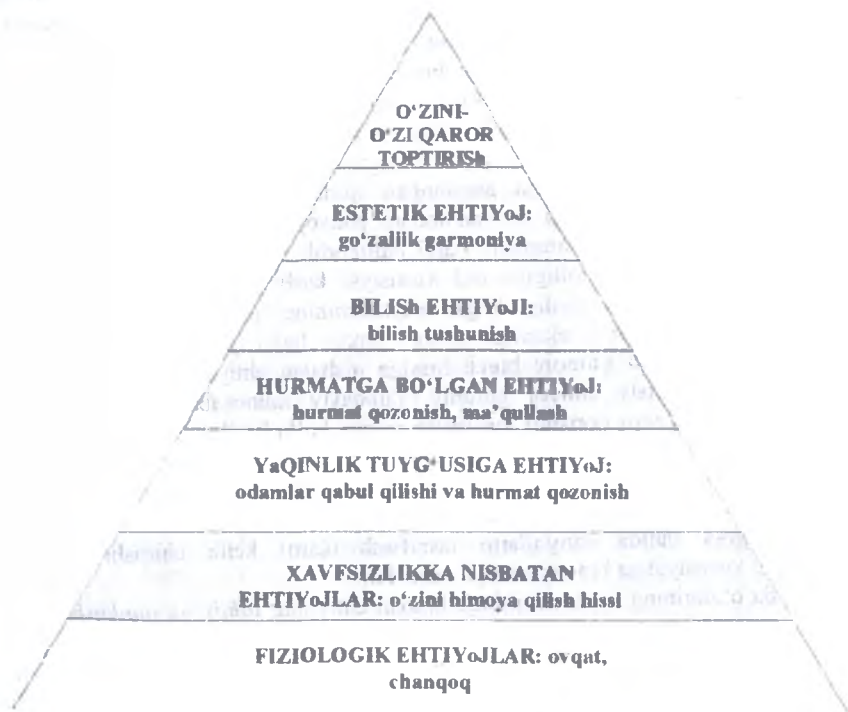 O‘ZINI-
O‘ZI QAROR
TOPTIRISh
ESTETIK EHTIYoJ:
go‘zallik garmoniya
BILISh EHTIYoJI:
bilish tushunish
HURMATGA BO‘LGAN EHTIYoJ:
hurmat qozonish, ma’qullash
YaQINLIK TUYG‘USIGA EHTIYoJ:
odamlar qabul qilishi va hurmat qozonish
XAVFSIZLIKKA NISBATAN
EHTIYoJLAR: o‘zini himoya qilish hissi
FIZIOLOGIK EHTIYoJLAR: ovqat,
chanqoq